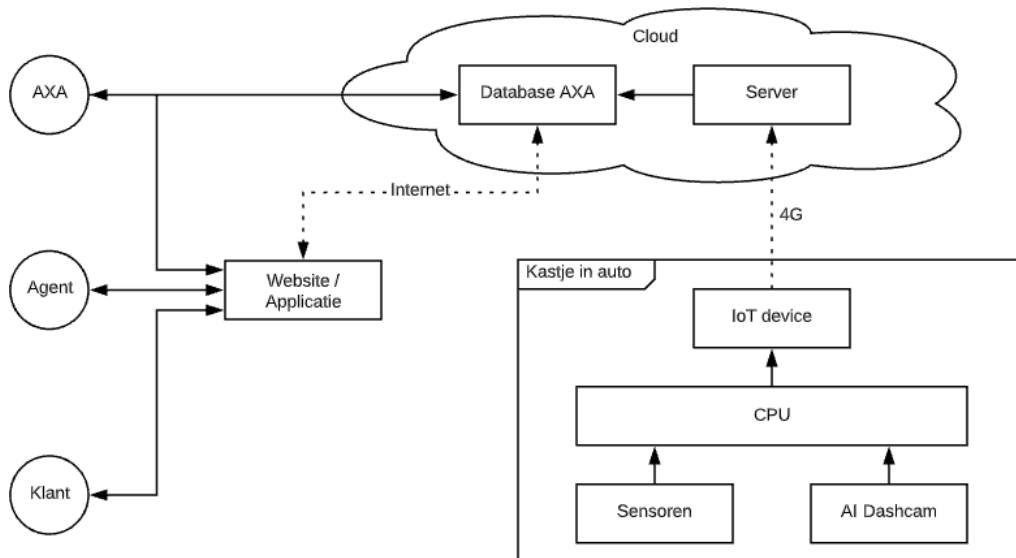 Cloud
AXA
Database AXA
Server
Internet
4G
Agent
Website /
Applicatie
Kastje in auto
IoT device
CPU
Klant
Sensoren
AI Dashcam